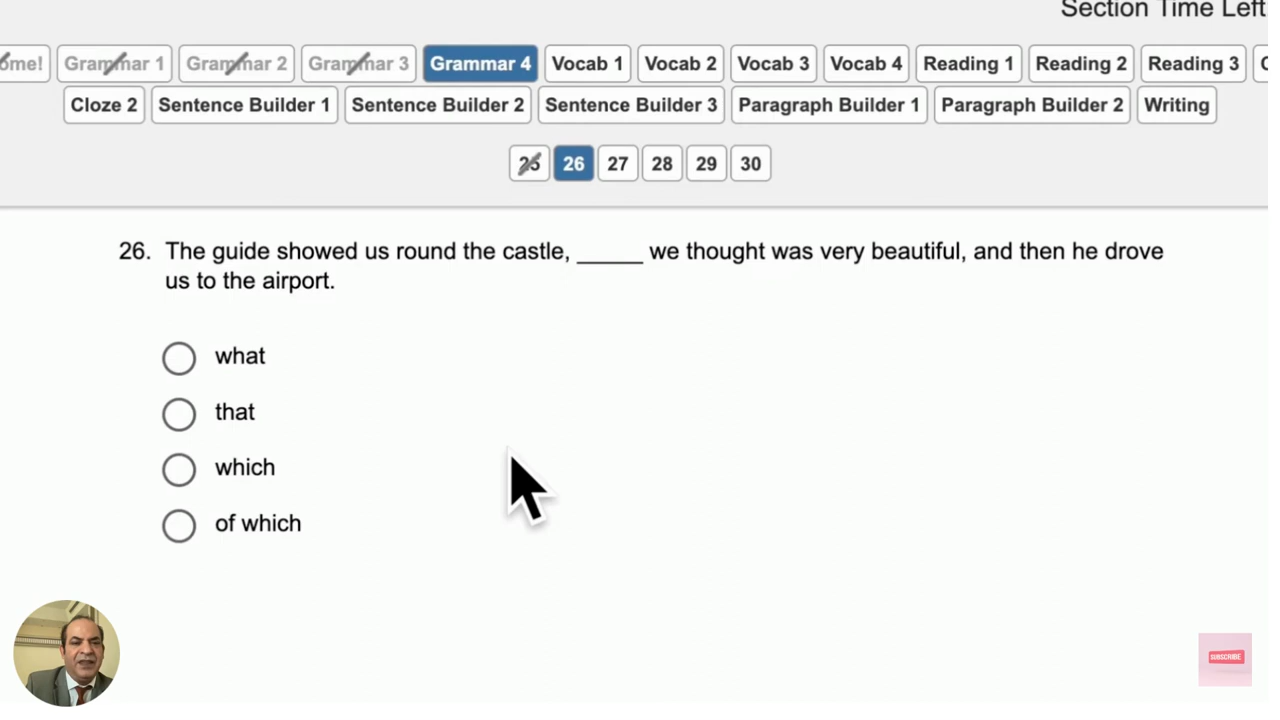 Section Time Left
ome! Grammar 1 Grammar 2 Grammar 3 Grammar 4 Vocab 1 Vocab 2 Vocab 3 Vocab 4 Reading 1 Reading 2 Reading 3
Cloze 2 Sentence Builder 1 Sentence Builder 2 Sentence Builder 3 Paragraph Builder 1 Paragraph Builder 2 Writing
25 26 27 28 29 30
26. The guide showed us round the castle, _____ we thought was very beautiful, and then he drove
us to the airport.
what
that
which
of which
SUBSCRIBE